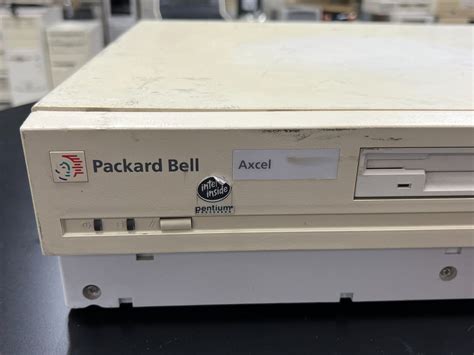 Packard Bell
Axcel
intel
inside
pentium